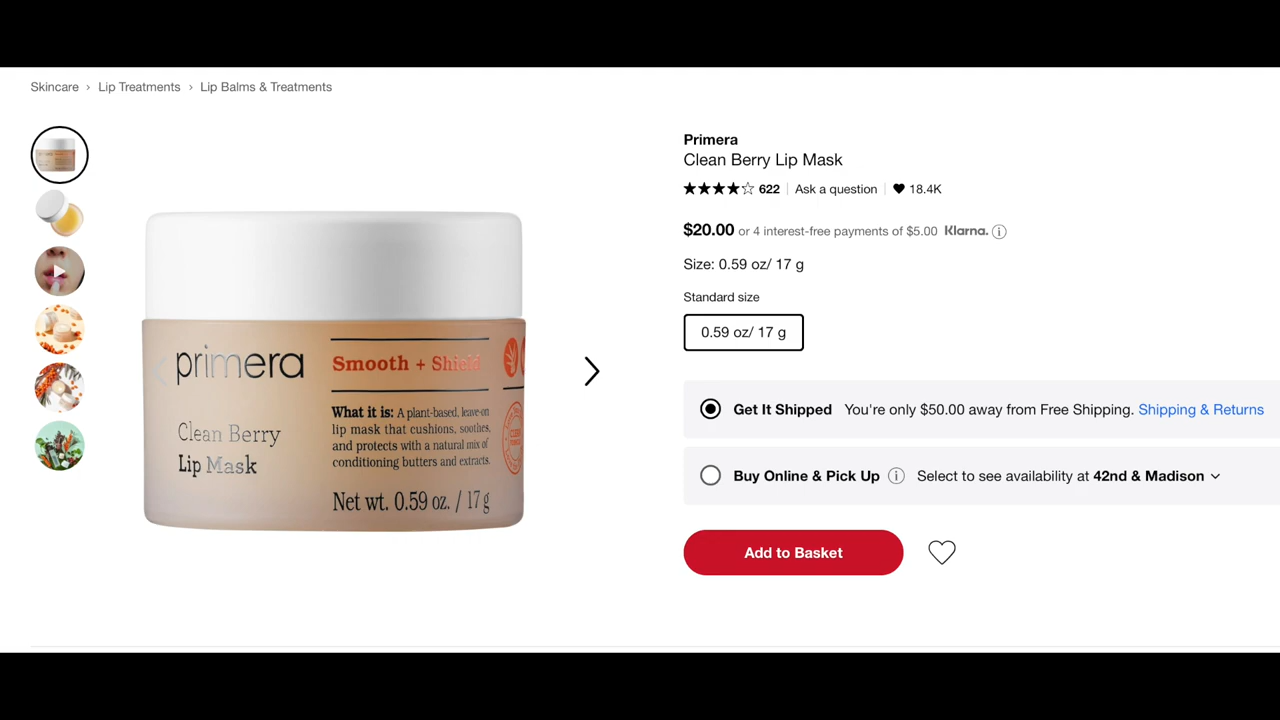 Skincare › Lip Treatments › Lip Balms & Treatments
Primera
Clean Berry Lip Mask
622 Ask a question 18.4K
$20.00 or 4 interest-free payments of $5.00 Klarna.
Size: 0.59 oz/ 17 g
Standard size
0.59 oz/ 17 g
Get It Shipped You're only $50.00 away from Free Shipping. Shipping & Returns
Buy Online & Pick Up Select to see availability at 42nd & Madison
Add to Basket
primera
Clean Berry
Lip Mask
Smooth + Shield
What it is: A plant-based, leave-on
lip mask that cushions, soothes,
and protects with a natural mix of
conditioning butters and extracts.
Net wt. 0.59 oz. / 17 g